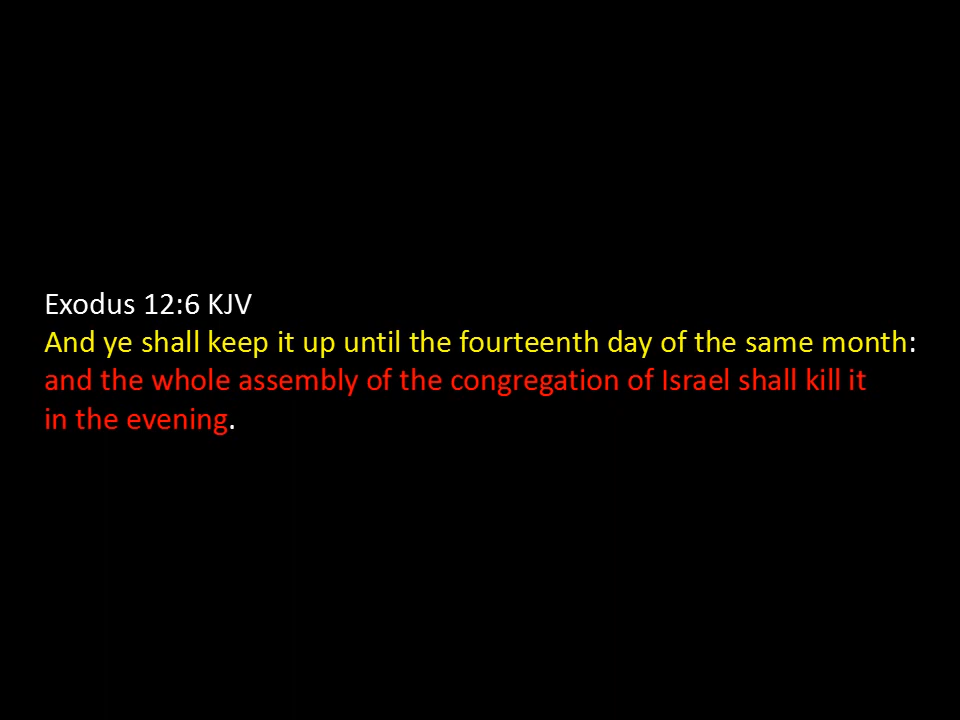 Exodus 12:6 KJV
And ye shall keep it up until the fourteenth day of the same month:
and the whole assembly of the congregation of Israel shall kill it
in the evening.